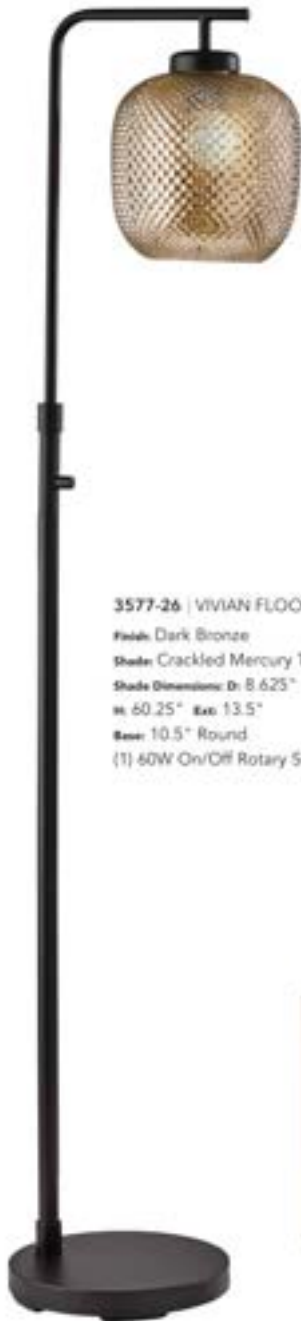 3577-26 | VIVIAN FLOO
Finish: Dark Bronze
Shade: Crackled Mercury
Shade Dimensions: D: 8.625"
H: 60.25" Ext: 13.5"
Base: 10.5" Round
(1) 60W On/Off Rotary S